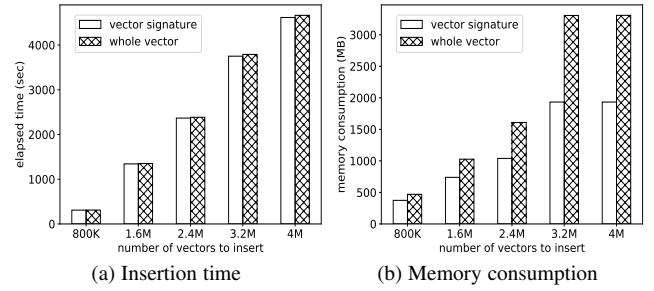 vector signature
whole vector
elapsed time (sec)
4000
3000
2000
1000
0
800K 1.6M 2.4M 3.2M 4M
number of vectors to insert
(a) Insertion time
vector signature
whole vector
memory consumption (MB)
3000
2500
2000
1500
1000
500
0
800K 1.6M 2.4M 3.2M 4M
number of vectors to insert
(b) Memory consumption